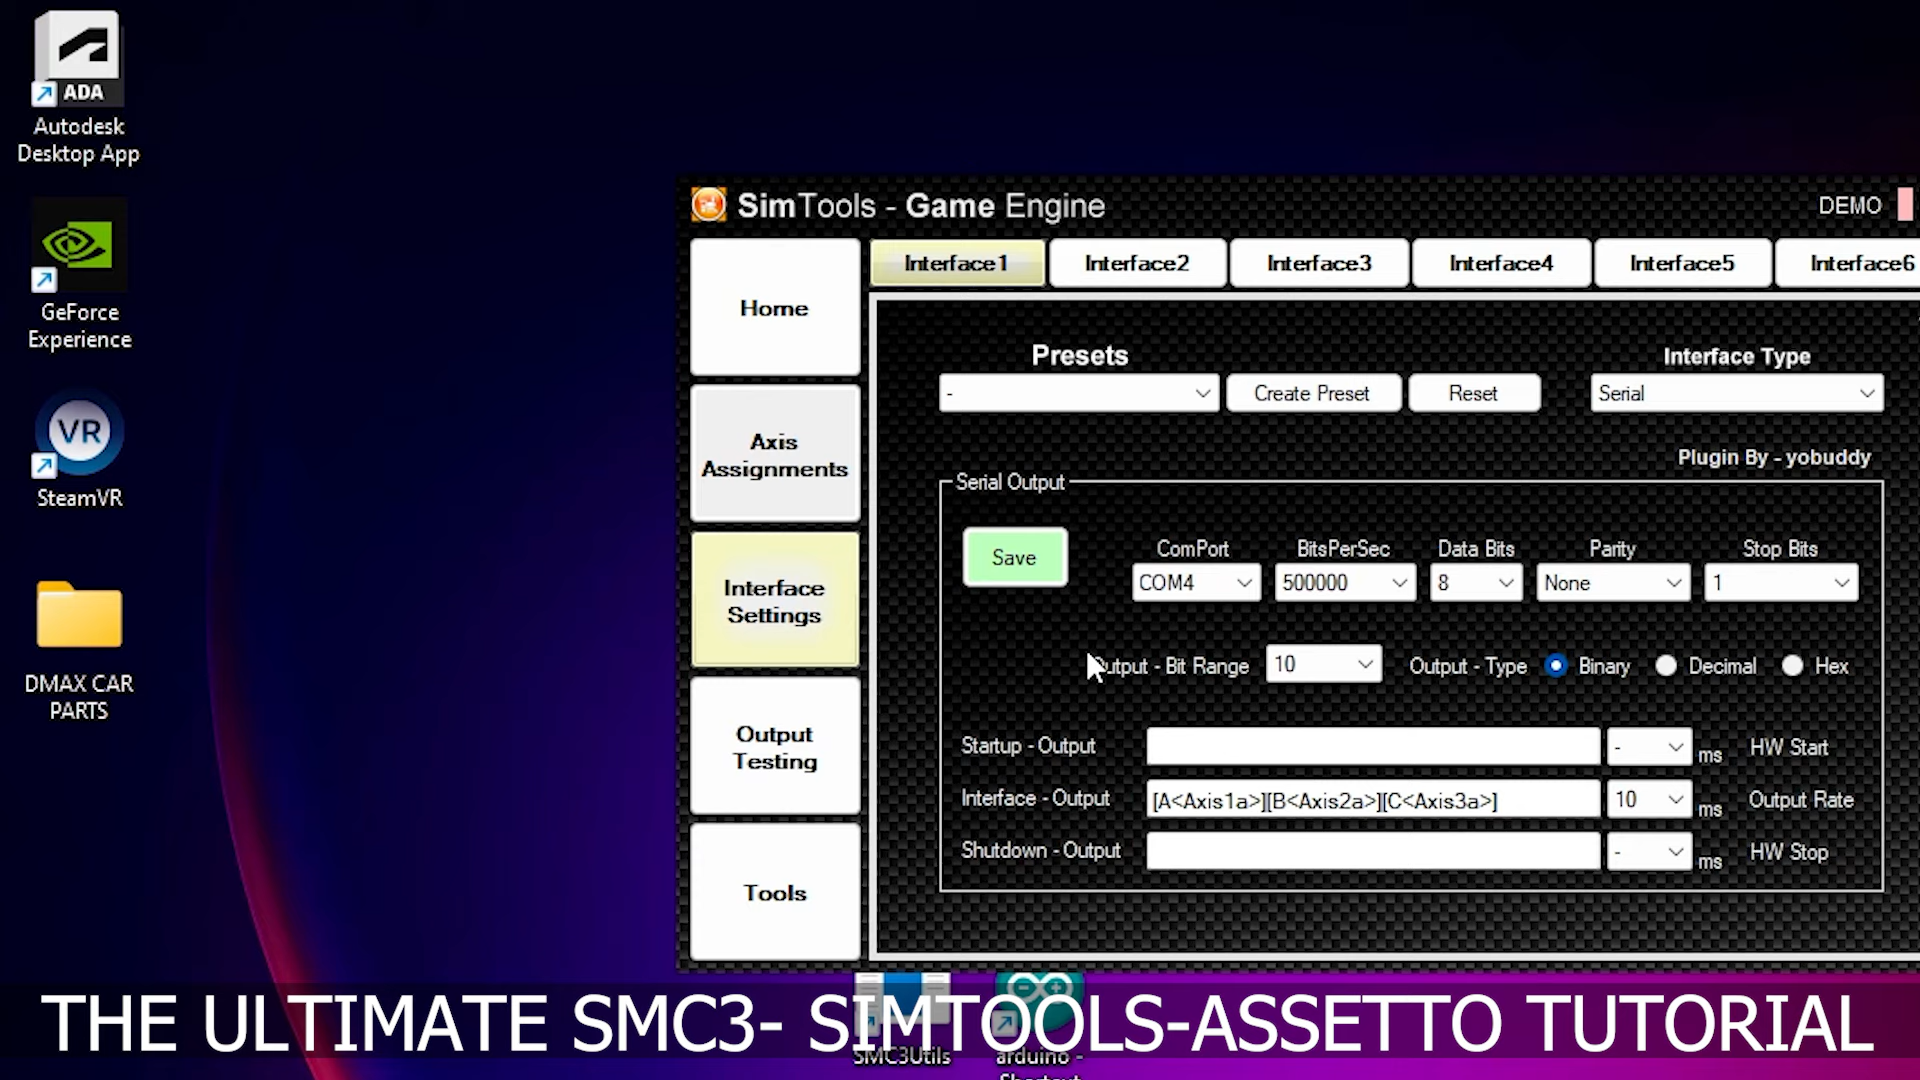 ADA
Autodesk
Desktop App
GeForce
Experience
VR
SteamVR
DMAX CAR
PARTS
SimTools - Game Engine
DEMO
Home
Axis
Assignments
Interface
Settings
Output
Testing
Tools
Interface1
Interface2
Interface3
Interface4
Interface5
Interface6
Presets
-
Create Preset
Reset
Interface Type
Serial
Plugin By - yobuddy
Serial Output
Save
ComPort
COM4
BitsPerSec
500000
Data Bits
8
Parity
None
Stop Bits
1
Output - Bit Range
10
Output - Type
Binary
Decimal
Hex
Startup - Output
-
ms
HW Start
Interface - Output
[A<Axis1a>][B<Axis2a>][C<Axis3a>]
10
ms
Output Rate
Shutdown - Output
-
ms
HW Stop
THE ULTIMATE SMC3- SIMTOOLS-ASSETTO TUTORIAL
SMC3Utils
arduino -
Shortcut